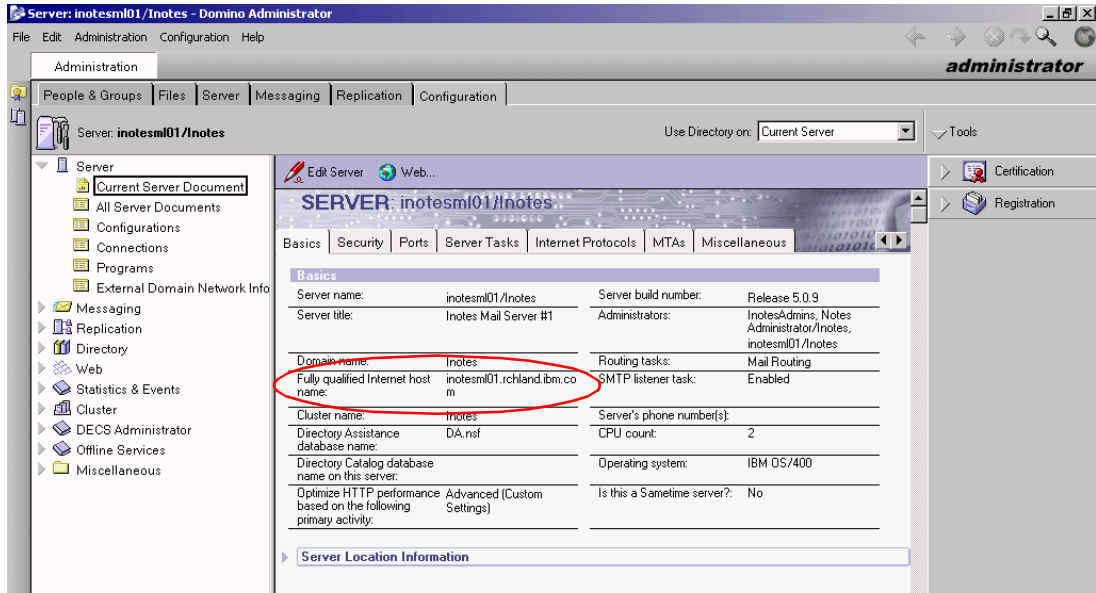 Server: inotesml01/Inotes - Domino Administrator
File Edit Administration Configuration Help
Administration
administrator
People & Groups Files Server Messaging Replication Configuration
Server: inotesml01/Inotes
Use Directory on: Current Server
Tools
Server
Current Server Document
All Server Documents
Configurations
Connections
Programs
External Domain Network Info
Messaging
Replication
Directory
Web
Statistics & Events
Cluster
DECS Administrator
Offline Services
Miscellaneous
Edit Server Web...
SERVER: inotesml01/Inotes
Basics Security Ports Server Tasks Internet Protocols MTAs Miscellaneous
Basics
Server name: inotesml01/Inotes Server build number: Release 5.0.9
Server title: Inotes Mail Server #1 Administrators: InotesAdmins, Notes
Administrator/Inotes,
inotesml01/Inotes
Domain name: Inotes Routing tasks: Mail Routing
Fully qualified Internet host inotesml01.rchland.ibm.co SMTP listener task: Enabled
name: m
Cluster name: Inotes Server's phone number(s):
Directory Assistance DA.nsf CPU count: 2
database name:
Directory Catalog database Operating system: IBM OS/400
name on this server:
Optimize HTTP performance Advanced (Custom Is this a Sametime server?: No
based on the following Settings)
primary activity:
Server Location Information
Certification
Registration